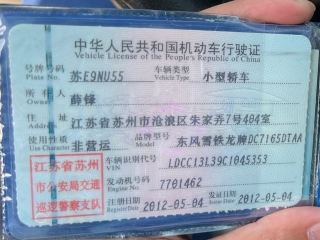 中华人民共和国机动车行驶证
Vehicle License of the People's Republic of China
号牌号码 苏E9NU55 车辆类型 小型轿车
Plate No. Vehicle Type
所有人 薛锋
Owner
住址 江苏省苏州市沧浪区朱家弄7号404室
Address
使用性质 非营运 品牌型号 东风雪铁龙牌DC7165DTAA
Use Character Model
江苏省苏州
市公安局交通
巡逻警察支队
车辆识别代号 LDCC13L39C1045353
VIN
发动机号码 7701462
Engine No.
注册日期 2012-05-04 发证日期 2012-05-04
Register Date Issue Date